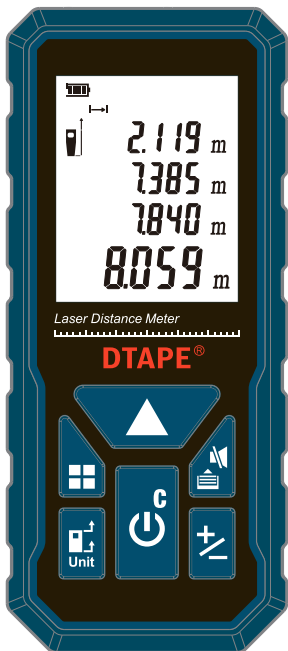 2.119 m
7.385 m
7.840 m
8.059 m
Laser Distance Meter
DTAPE®
C
Unit